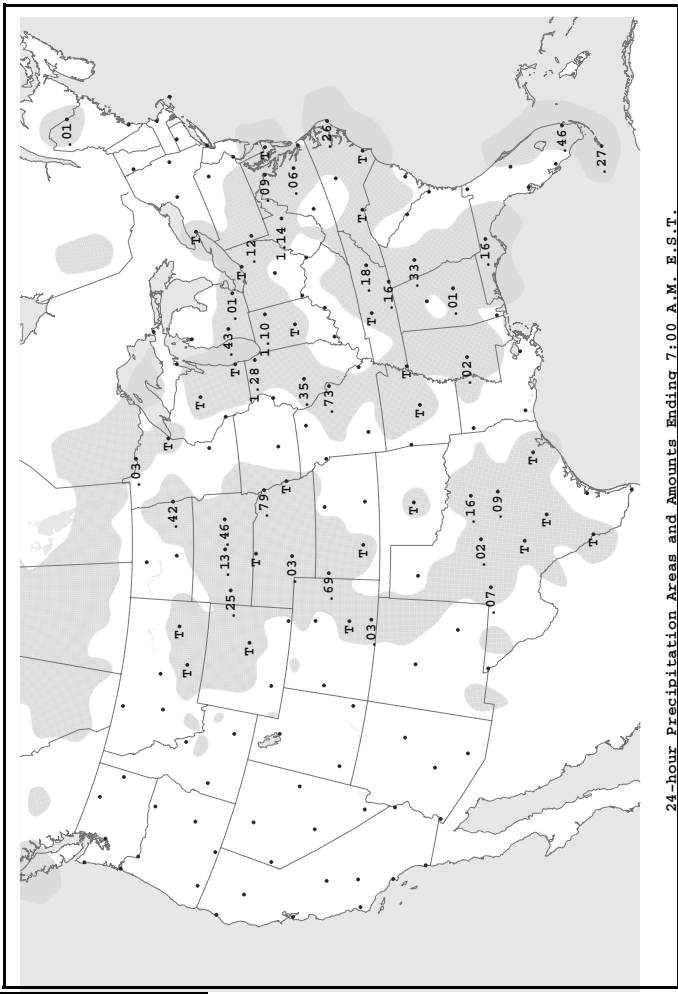 .01
.03
T
.42
T
T
T
T
.13 .46
.43
.25
.01
T
T
T
.12
1.28
T
.79
1.10
.09
T
1.14
T
.03
.06
T
.35
.26
.69
.73
T
T
T
T
.18
.03
T
.16
T
T
.33
T
.01
.02
.16
.02
.16
.07
.09
T
T
T
.46
T
.27
24-hour Precipitation Areas and Amounts Ending 7:00 A.M. E.S.T.